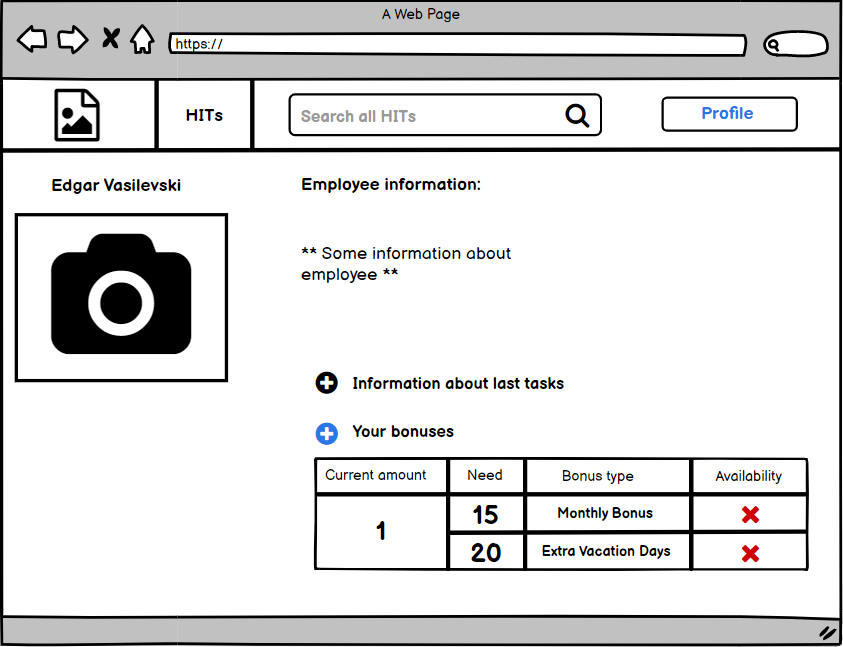 A Web Page
https://
HITs
Search all HITs
Profile
Edgar Vasilevski
Employee information:
** Some information about
employee **
Information about last tasks
Your bonuses
Current amount Need Bonus type Availability
1
15 Monthly Bonus
20 Extra Vacation Days